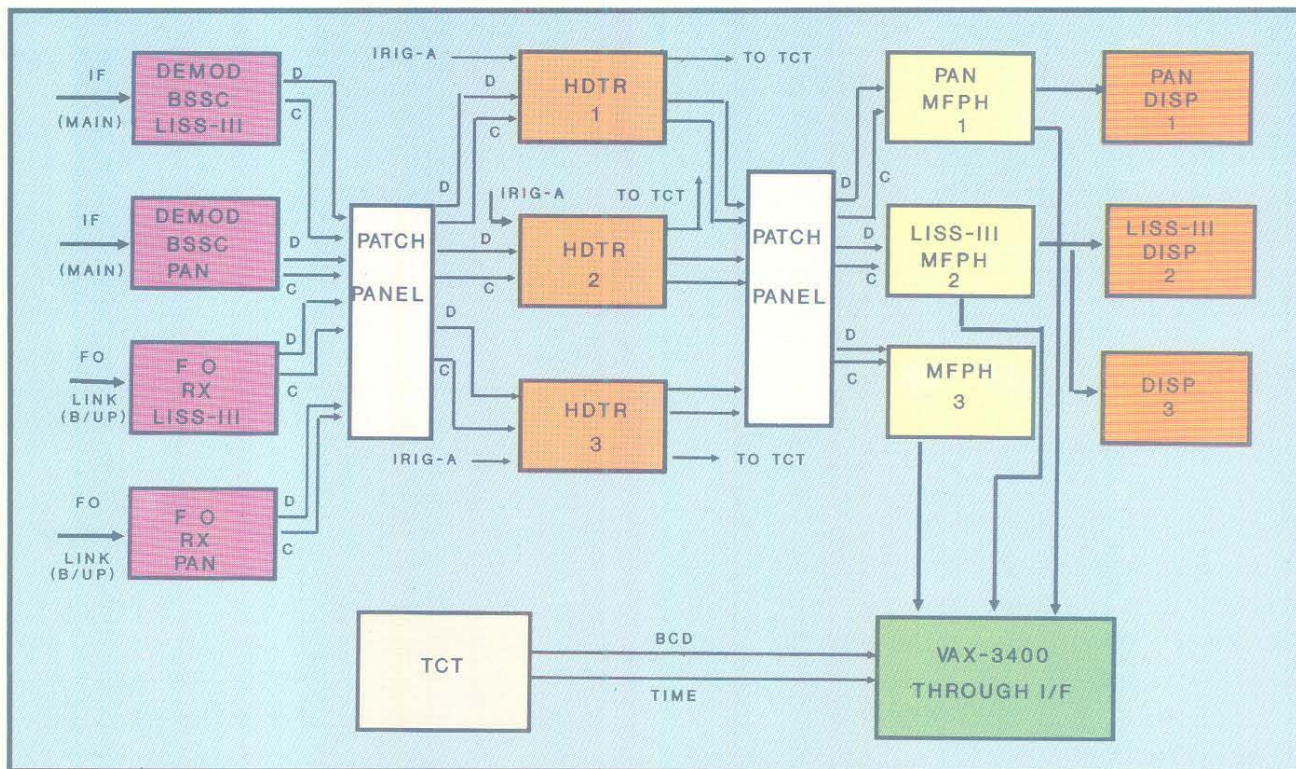 IF
(MAIN)
DEMOD
BSSC
LISS-III
D
C
IF
(MAIN)
DEMOD
BSSC
PAN
D
C
FO
LINK
(B/UP)
F O
RX
LISS-III
D
C
FO
LINK
(B/UP)
F O
RX
PAN
D
C
PATCH
PANEL
D
C
D
C
D
C
IRIG-A
D
C
HDTR
1
TO TCT
IRIG-A
TO TCT
HDTR
2
HDTR
3
IRIG-A
TO TCT
PATCH
PANEL
D
C
D
C
D
C
PAN
MFPH
1
LISS-III
MFPH
2
MFPH
3
PAN
DISP
1
LISS-III
DISP
2
DISP
3
TCT
BCD
TIME
VAX-3400
THROUGH I/F